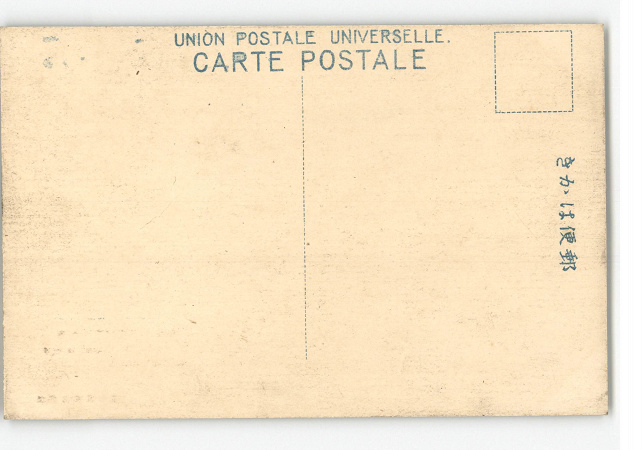 UNION POSTALE UNIVERSELLE.
CARTE POSTALE
きかは便郵